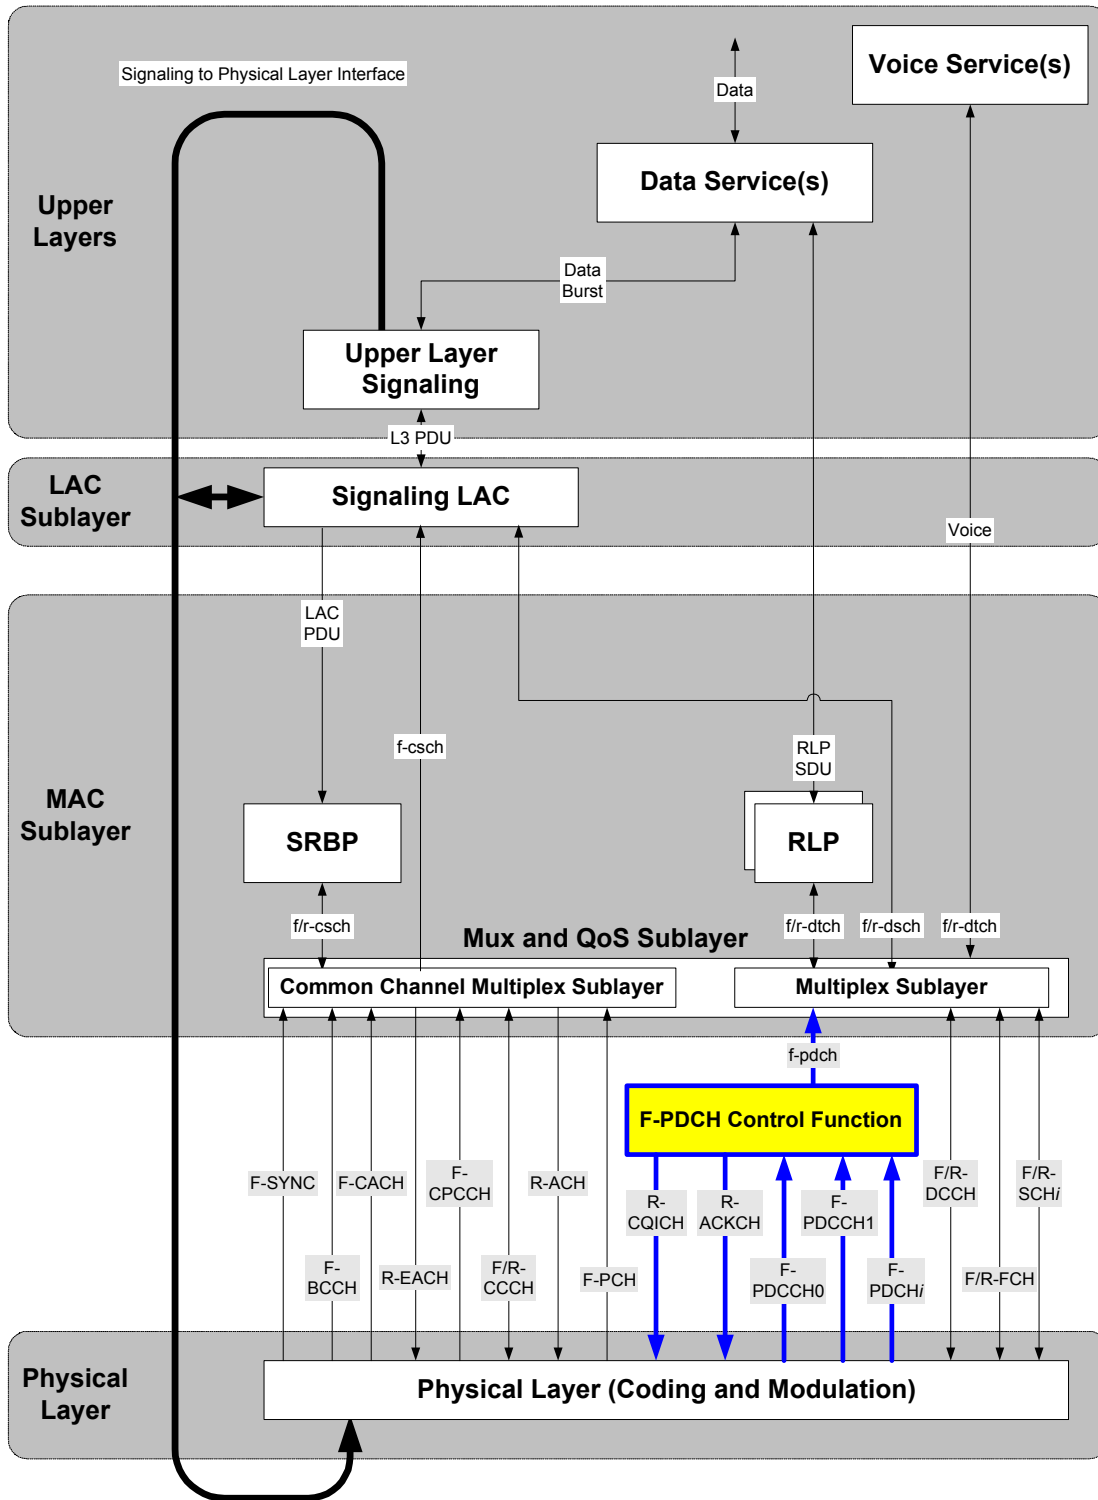 Signaling to Physical Layer Interface
Voice Service(s)
Data
Data Service(s)
Upper
Layers
Data
Burst
Upper Layer
Signaling
L3 PDU
LAC
Sublayer
Signaling LAC
Voice
LAC
PDU
f-csch
RLP
SDU
MAC
Sublayer
SRBP
RLP
f/r-csch
f/r-dtch
f/r-dsch
f/r-dtch
Mux and QoS Sublayer
Common Channel Multiplex Sublayer
Multiplex Sublayer
f-pdch
F-PDCH Control Function
F-SYNC
F-CACH
F-
CPCCH
R-ACH
R-
CQICH
R-
ACKCH
F-
PDCCH1
F/R-
DCCH
F/R-
SCHi
F-
BCCH
R-EACH
F/R-
CCCH
F-PCH
F-
PDCCH0
F-
PDCHi
F/R-FCH
Physical
Layer
Physical Layer (Coding and Modulation)